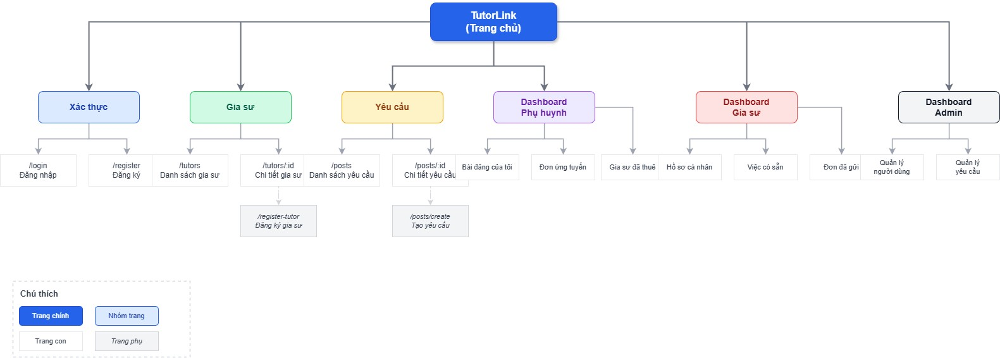 TutorLink
(Trang chủ)
Xác thực
Gia sư
Yêu cầu
Dashboard
Phụ huynh
Dashboard
Gia sư
Dashboard
Admin
/login
Đăng nhập
/register
Đăng ký
/tutors
Danh sách gia sư
/tutors/:id
Chi tiết gia sư
/posts
Danh sách yêu cầu
/posts/:id
Chi tiết yêu cầu
Bài đăng của tôi
Đơn ứng tuyển
Gia sư đã thuê
Hồ sơ cá nhân
Việc có sẵn
Đơn đã gửi
Quản lý
người dùng
Quản lý
yêu cầu
/register-tutor
Đăng ký gia sư
/posts/create
Tạo yêu cầu
Chú thích
Trang chính
Nhóm trang
Trang con
Trang phụ